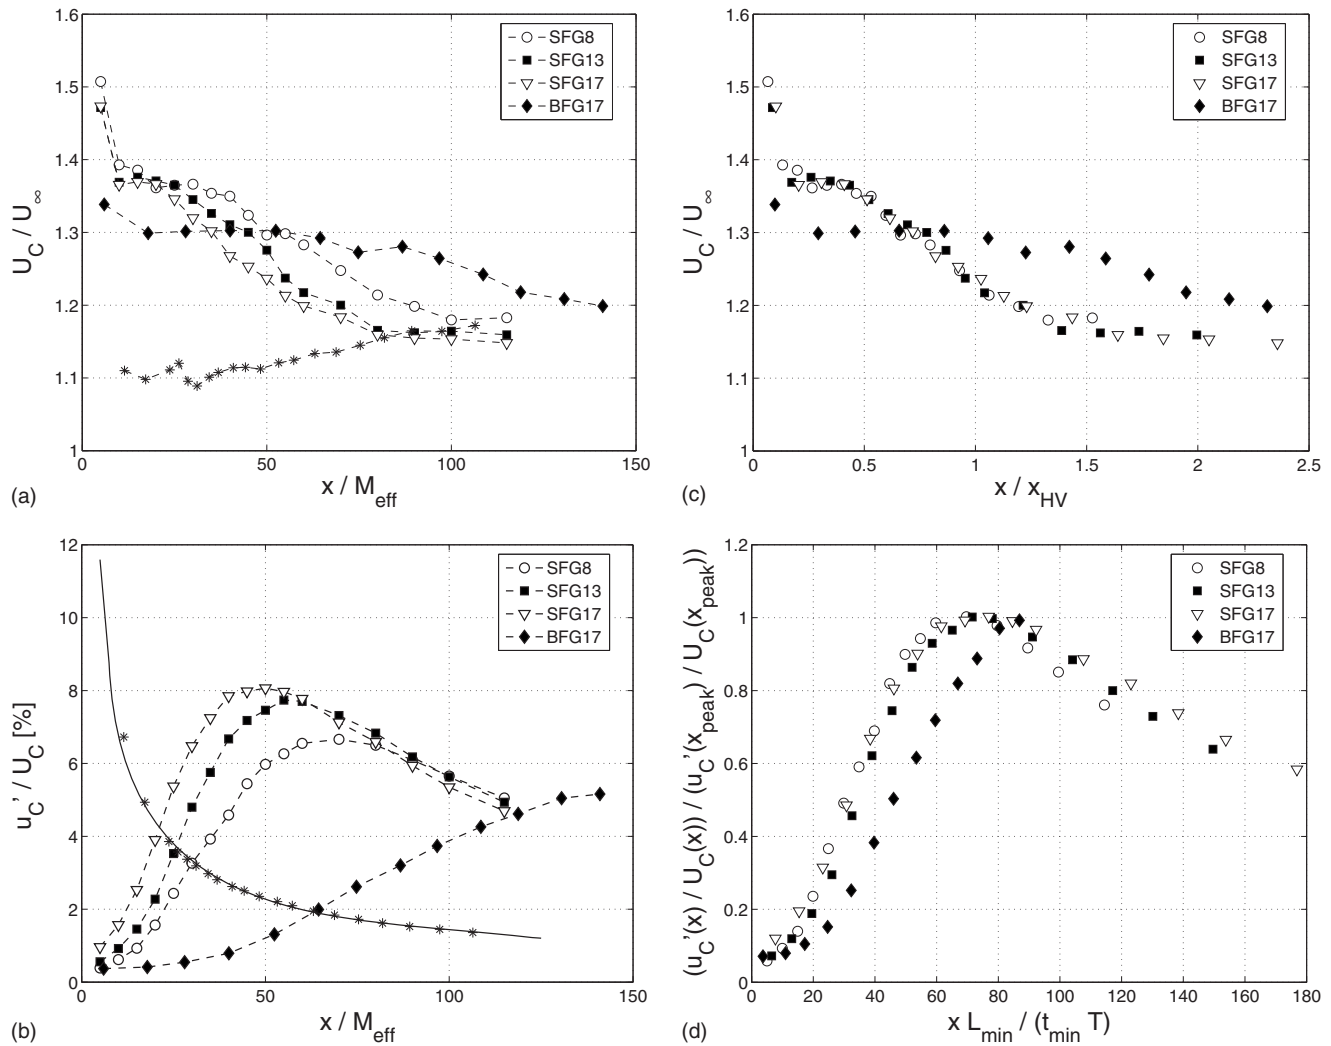 1.6
1.5
1.4
1.3
1.2
1.1
1
0
50
100
150
U_C / U_∞
x / M_eff
SFG8
SFG13
SFG17
BFG17
(a)
1.6
1.5
1.4
1.3
1.2
1.1
1
0
0.5
1
1.5
2
2.5
U_C / U_∞
x / x_HV
SFG8
SFG13
SFG17
BFG17
(c)
12
10
8
6
4
2
0
0
50
100
150
u_C' / U_C [%]
x / M_eff
SFG8
SFG13
SFG17
BFG17
(b)
1.2
1
0.8
0.6
0.4
0.2
0
0
20
40
60
80
100
120
140
160
180
(u_C'(x) / U_C(x)) / (u_C'(x_peak) / U_C(x_peak))
x L_min / (t_min T)
SFG8
SFG13
SFG17
BFG17
(d)